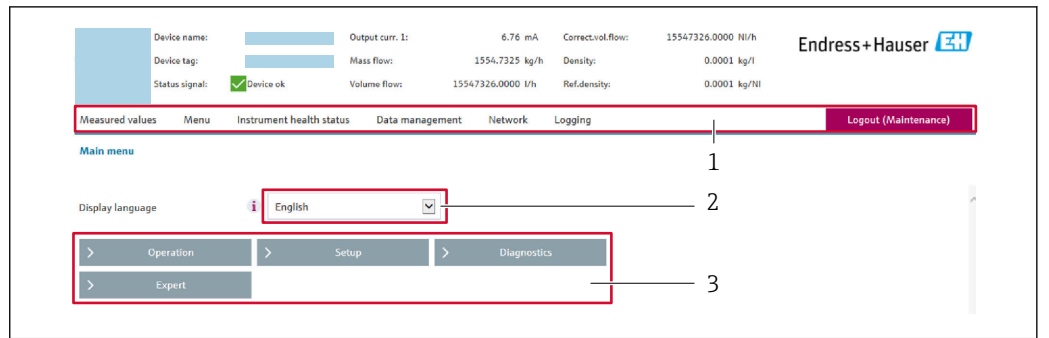 Device name: Output curr. 1: 6.76 mA Correct.vol.flow: 15547326.0000 Nl/h
Endress+Hauser EH
Device tag: Mass flow: 1554.7325 kg/h Density: 0.0001 kg/l
Status signal: Device ok Volume flow: 15547326.0000 l/h Ref.density: 0.0001 kg/Nl
Measured values Menu Instrument health status Data management Network Logging Logout (Maintenance)
1
Main menu
Display language i English 2
> Operation > Setup > Diagnostics
> Expert 3